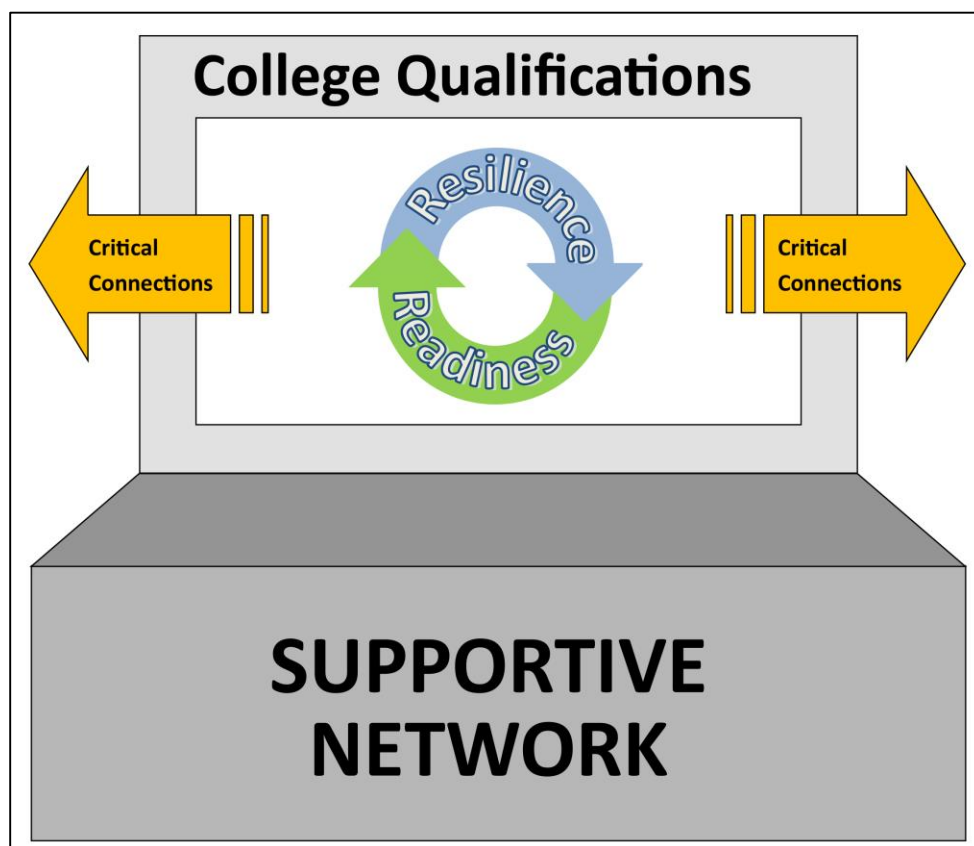 College Qualifications
Resilience
Readiness
Critical
Connections
Critical
Connections
SUPPORTIVE
NETWORK